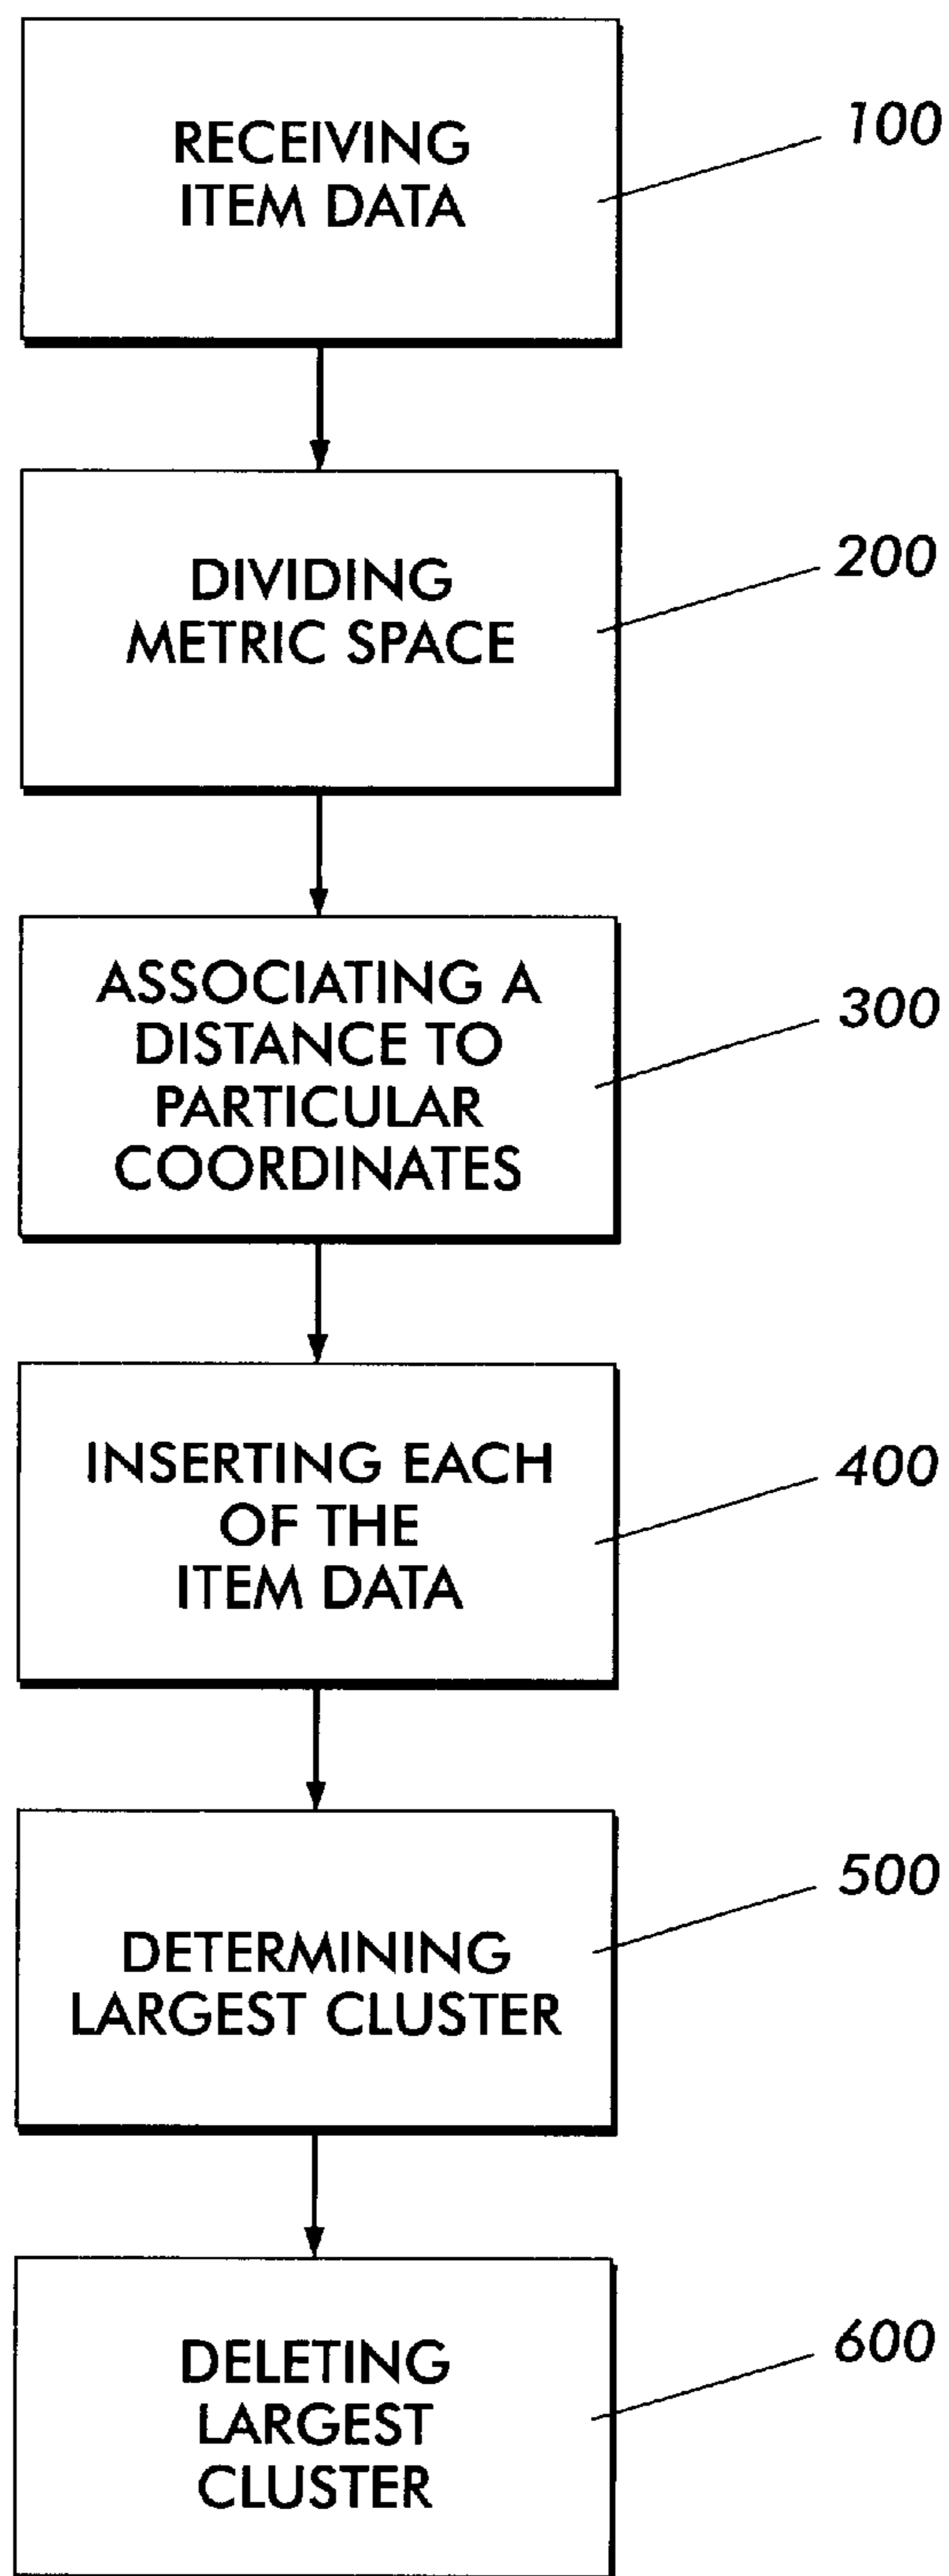 RECEIVING
ITEM DATA
100
DIVIDING
METRIC SPACE
200
ASSOCIATING A
DISTANCE TO
PARTICULAR
COORDINATES
300
INSERTING EACH
OF THE
ITEM DATA
400
DETERMINING
LARGEST CLUSTER
500
DELETING
LARGEST
CLUSTER
600